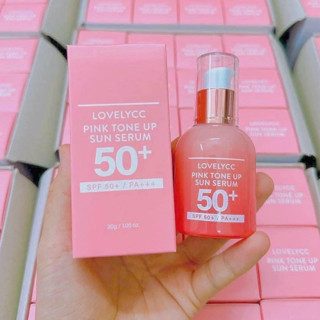 LOVELYCC
PINK TONE UP
SUN SERUM
50+
SPF 50+ / PA+++
LOVELYCC
PINK TONE UP
SUN SERUM
50+
SPF 50+ / PA+++